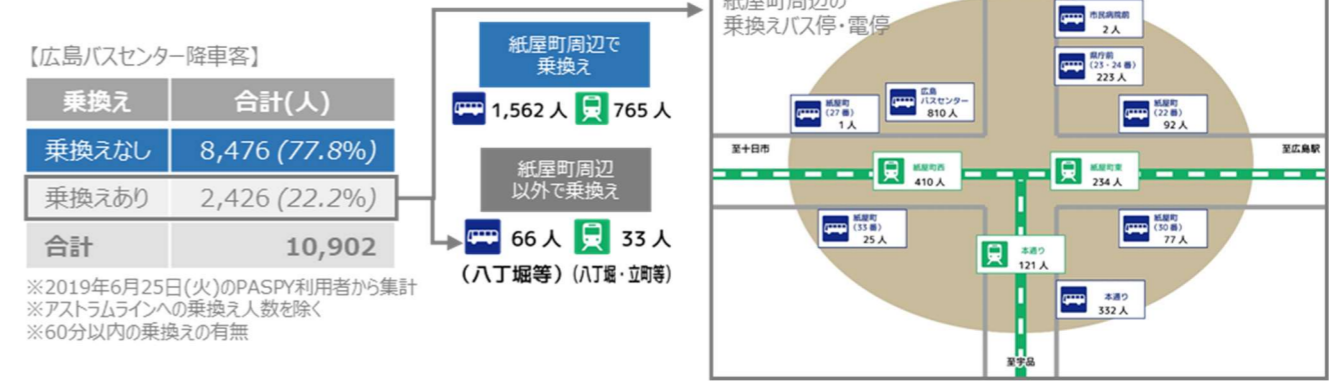 【広島バスセンター降車客】
乗換え 合計(人)
乗換えなし 8,476 (77.8%)
乗換えあり 2,426 (22.2%)
合計 10,902
※2019年6月25日(火)のPASPY利用者から集計
※アストラムラインへの乗換え人数を除く
※60分以内の乗換えの有無
紙屋町周辺で
乗換え
1,562 人 765 人
紙屋町周辺
以外で乗換え
66 人 33 人
(八丁堀等) (八丁堀・立町等)
紙屋町周辺の
乗換えバス停・電停
市民病院前
2 人
県庁前
(23・24 番)
223 人
広島
バスセンター
810 人
紙屋町
(27 番)
1 人
紙屋町
(22 番)
92 人
至十日市
至広島駅
紙屋町西
410 人
紙屋町東
234 人
紙屋町
(33 番)
25 人
紙屋町
(30 番)
77 人
本通り
121 人
本通り
332 人
至宇品